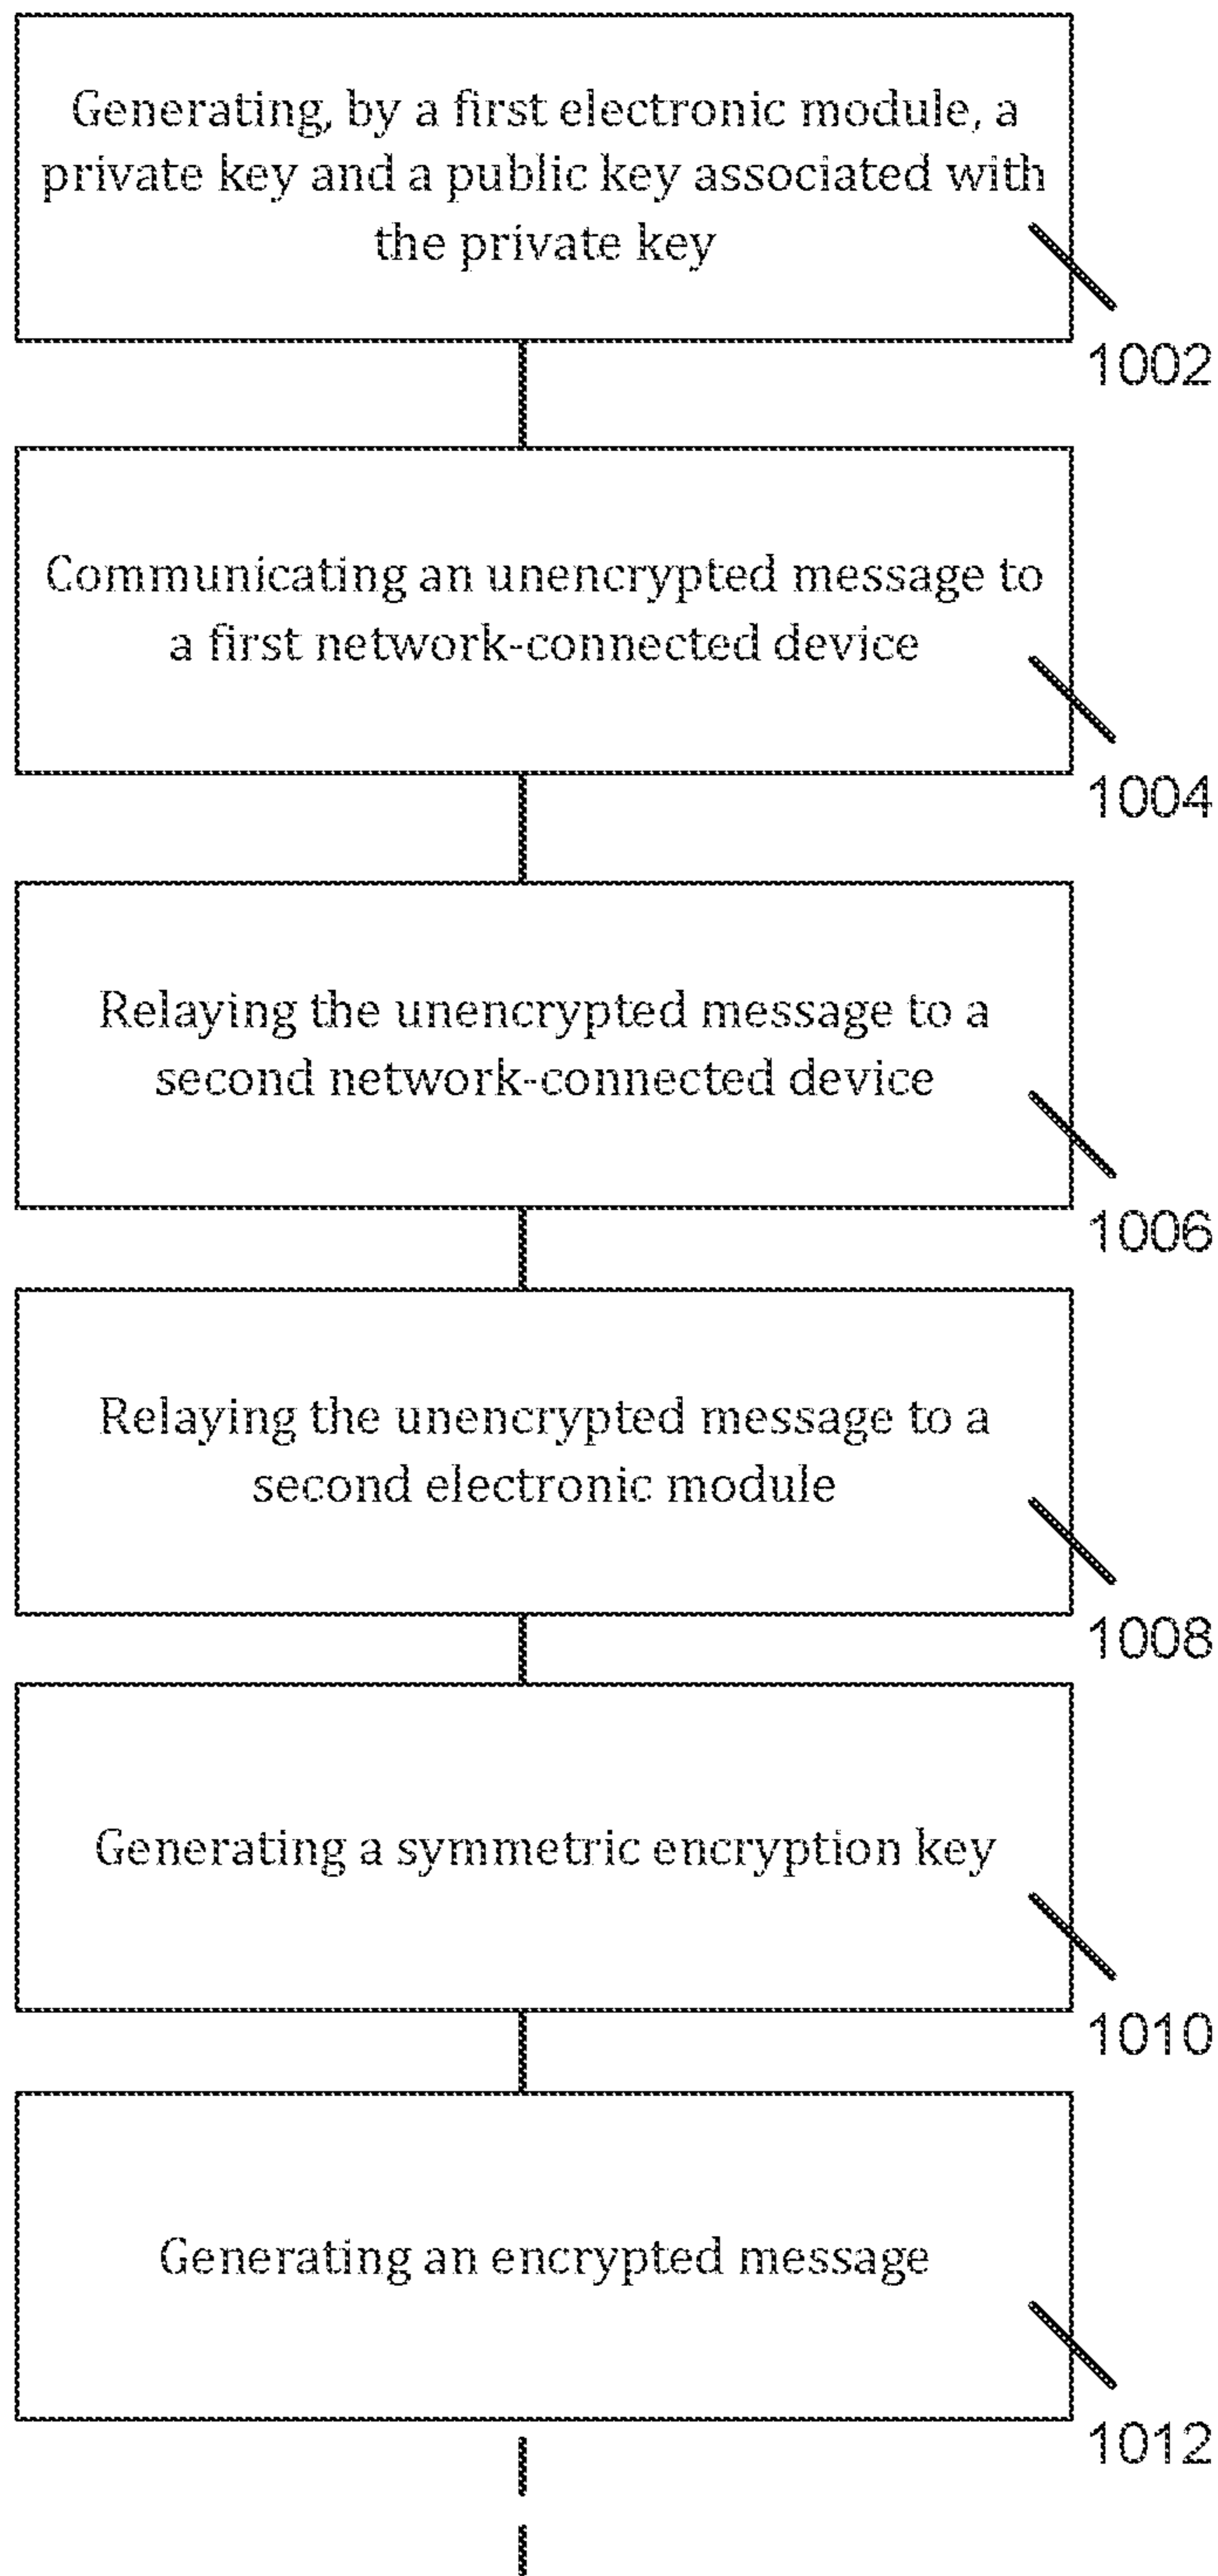 Generating, by a first electronic module, a
private key and a public key associated with
the private key
1002
Communicating an unencrypted message to
a first network-connected device
1004
Relaying the unencrypted message to a
second network-connected device
1006
Relaying the unencrypted message to a
second electronic module
1008
Generating a symmetric encryption key
1010
Generating an encrypted message
1012